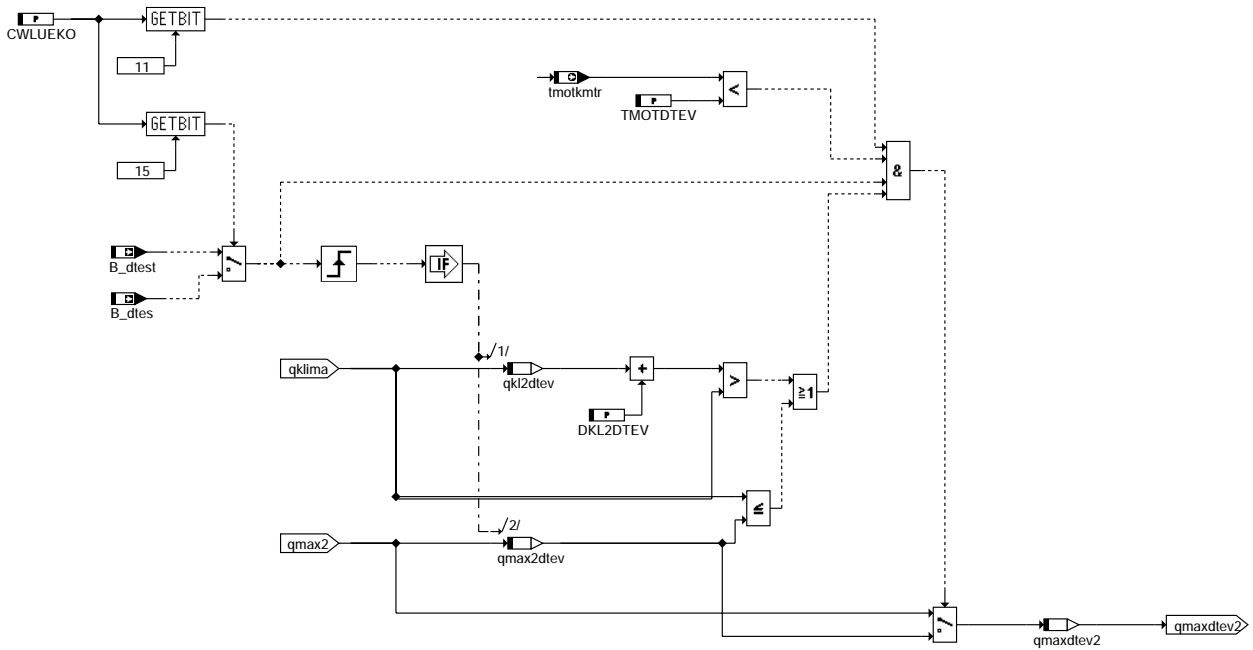 P
CWLUEKO
GETBIT
11
tmotkmtr
P
TMOTDTEV
<
GETBIT
15
&
B_dtest
B_dtes
IF
/1/
qklima
qkl2dtev
+
>
≥1
P
DKL2DTEV
≤
/2/
qmax2
qmax2dtev
qmaxdtev2
qmaxdtev2